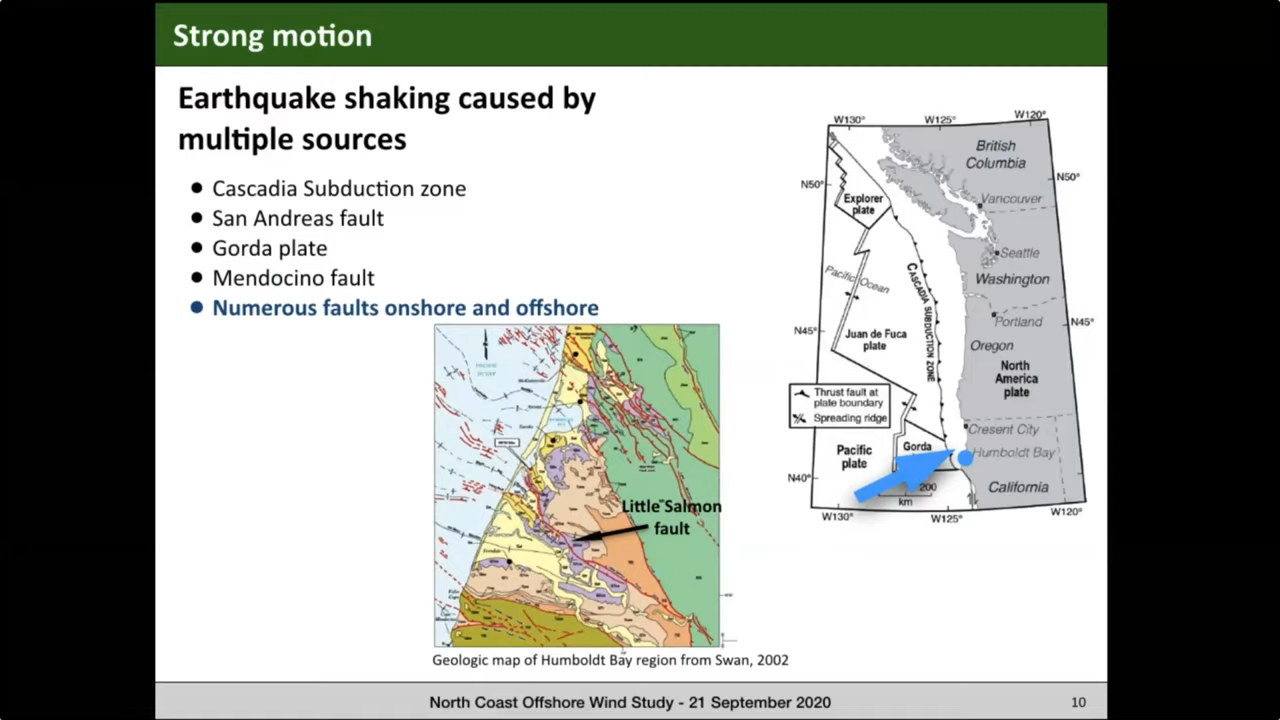 Strong motion
Earthquake shaking caused by
multiple sources
Cascadia Subduction zone
San Andreas fault
Gorda plate
Mendocino fault
Numerous faults onshore and offshore
Little Salmon
fault
Geologic map of Humboldt Bay region from Swan, 2002
W130°
W125°
W120°
British
Columbia
N50°
N50°
Vancouver
Explorer
plate
Seattle
Washington
Pacific Ocean
CASCADIA SUBDUCTION ZONE
Portland
N45°
N45°
Juan de Fuca
plate
Oregon
North
America
plate
Thrust fault at
plate boundary
Spreading ridge
Cresent City
Pacific
plate
Gorda
Humboldt Bay
N40°
200
km
California
W130°
W125°
W120°
North Coast Offshore Wind Study - 21 September 2020
10